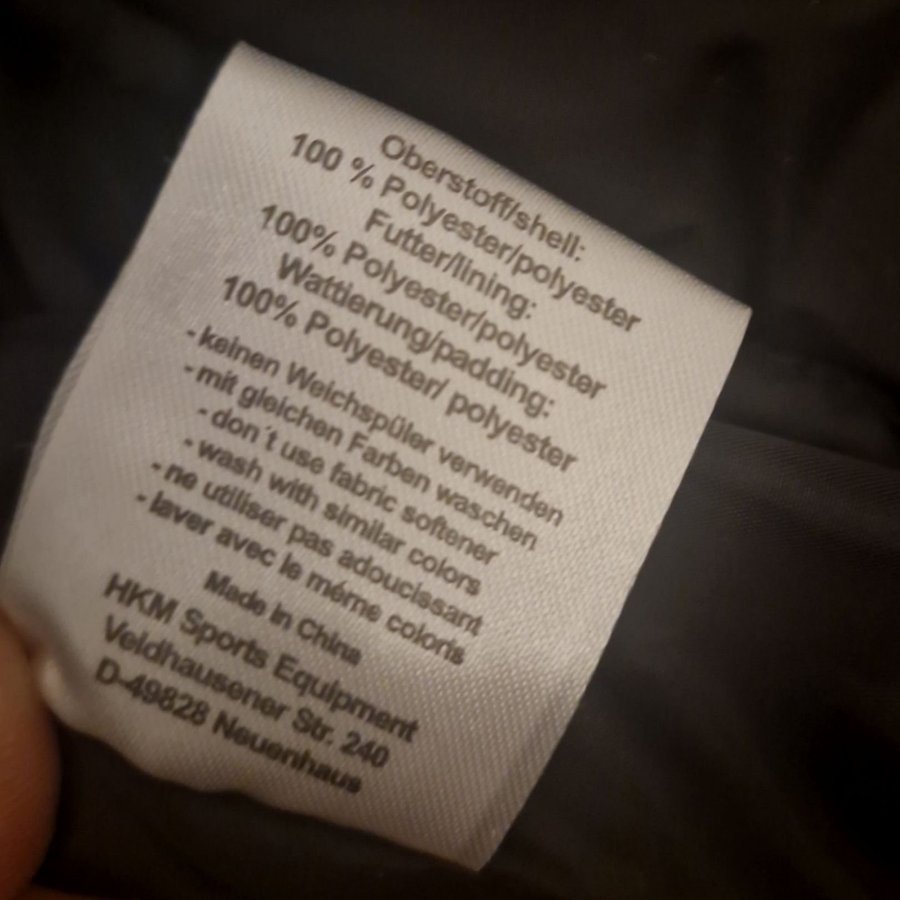 Oberstoff/shell:
100 % Polyester/polyester
Futter/lining:
100% Polyester/polyester
Wattierung/padding:
100% Polyester/ polyester
- keinen Weichspüler verwenden
- mit gleichen Farben waschen
- don´t use fabric softener
- wash with similar colors
- ne utiliser pas adoucissant
- laver avec le méme coloris
Made in China
HKM Sports Equipment
Veldhausener Str. 240
D-49828 Neuenhaus